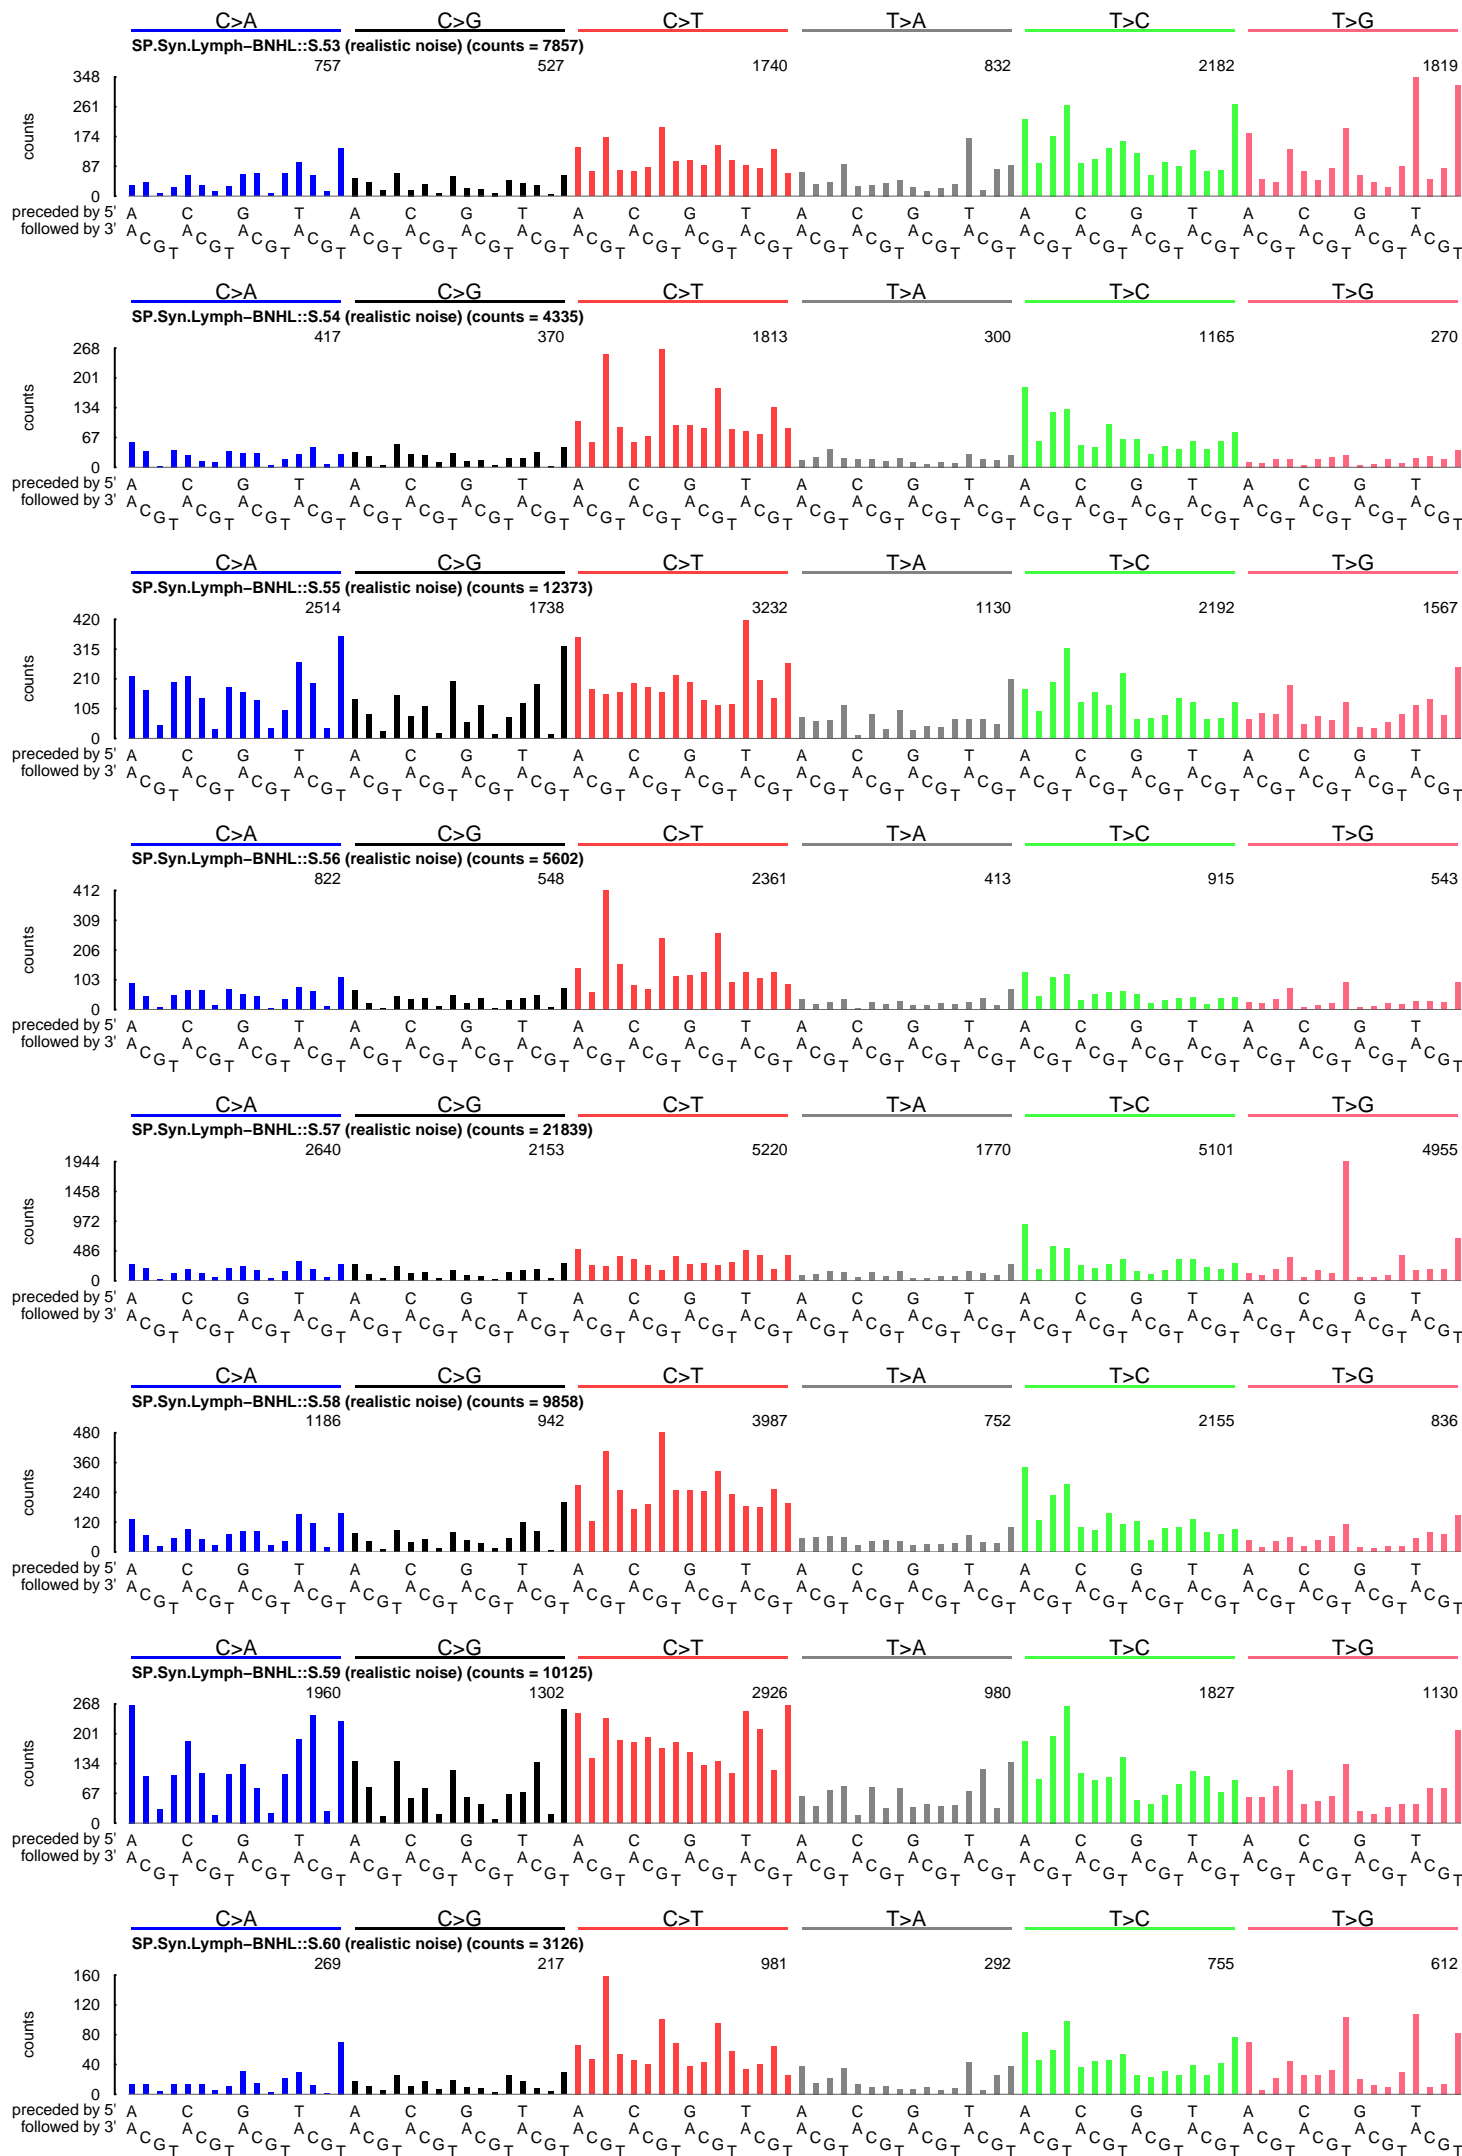 C>A C>G C>T T>A T>C T>G
SP.Syn.Lymph−BNHL::S.53 (realistic noise) (counts = 7857)
757 527 1740 832 2182 1819
348
261
174
87
0
counts
preceded by 5' A C G T A C G T A C G T A C G T A C G T A C G T
followed by 3' A C G T A C G T A C G T A C G T A C G T A C G T A C G T A C G T A C G T A C G T A C G T A C G T A C G T A C G T A C G T A C G T A C G T A C G T A C G T A C G T A C G T A C G T A C G T A C G T
C>A C>G C>T T>A T>C T>G
SP.Syn.Lymph−BNHL::S.54 (realistic noise) (counts = 4335)
417 370 1813 300 1165 270
268
201
134
67
0
counts
preceded by 5' A C G T A C G T A C G T A C G T A C G T A C G T
followed by 3' A C G T A C G T A C G T A C G T A C G T A C G T A C G T A C G T A C G T A C G T A C G T A C G T A C G T A C G T A C G T A C G T A C G T A C G T A C G T A C G T A C G T A C G T A C G T A C G T
C>A C>G C>T T>A T>C T>G
SP.Syn.Lymph−BNHL::S.55 (realistic noise) (counts = 12373)
2514 1738 3232 1130 2192 1567
420
315
210
105
0
counts
preceded by 5' A C G T A C G T A C G T A C G T A C G T A C G T
followed by 3' A C G T A C G T A C G T A C G T A C G T A C G T A C G T A C G T A C G T A C G T A C G T A C G T A C G T A C G T A C G T A C G T A C G T A C G T A C G T A C G T A C G T A C G T A C G T A C G T
C>A C>G C>T T>A T>C T>G
SP.Syn.Lymph−BNHL::S.56 (realistic noise) (counts = 5602)
822 548 2361 413 915 543
412
309
206
103
0
counts
preceded by 5' A C G T A C G T A C G T A C G T A C G T A C G T
followed by 3' A C G T A C G T A C G T A C G T A C G T A C G T A C G T A C G T A C G T A C G T A C G T A C G T A C G T A C G T A C G T A C G T A C G T A C G T A C G T A C G T A C G T A C G T A C G T A C G T
C>A C>G C>T T>A T>C T>G
SP.Syn.Lymph−BNHL::S.57 (realistic noise) (counts = 21839)
2640 2153 5220 1770 5101 4955
1944
1458
972
486
0
counts
preceded by 5' A C G T A C G T A C G T A C G T A C G T A C G T
followed by 3' A C G T A C G T A C G T A C G T A C G T A C G T A C G T A C G T A C G T A C G T A C G T A C G T A C G T A C G T A C G T A C G T A C G T A C G T A C G T A C G T A C G T A C G T A C G T A C G T
C>A C>G C>T T>A T>C T>G
SP.Syn.Lymph−BNHL::S.58 (realistic noise) (counts = 9858)
1186 942 3987 752 2155 836
480
360
240
120
0
counts
preceded by 5' A C G T A C G T A C G T A C G T A C G T A C G T
followed by 3' A C G T A C G T A C G T A C G T A C G T A C G T A C G T A C G T A C G T A C G T A C G T A C G T A C G T A C G T A C G T A C G T A C G T A C G T A C G T A C G T A C G T A C G T A C G T A C G T
C>A C>G C>T T>A T>C T>G
SP.Syn.Lymph−BNHL::S.59 (realistic noise) (counts = 10125)
1960 1302 2926 980 1827 1130
268
201
134
67
0
counts
preceded by 5' A C G T A C G T A C G T A C G T A C G T A C G T
followed by 3' A C G T A C G T A C G T A C G T A C G T A C G T A C G T A C G T A C G T A C G T A C G T A C G T A C G T A C G T A C G T A C G T A C G T A C G T A C G T A C G T A C G T A C G T A C G T A C G T
C>A C>G C>T T>A T>C T>G
SP.Syn.Lymph−BNHL::S.60 (realistic noise) (counts = 3126)
269 217 981 292 755 612
160
120
80
40
0
counts
preceded by 5' A C G T A C G T A C G T A C G T A C G T A C G T
followed by 3' A C G T A C G T A C G T A C G T A C G T A C G T A C G T A C G T A C G T A C G T A C G T A C G T A C G T A C G T A C G T A C G T A C G T A C G T A C G T A C G T A C G T A C G T A C G T A C G T